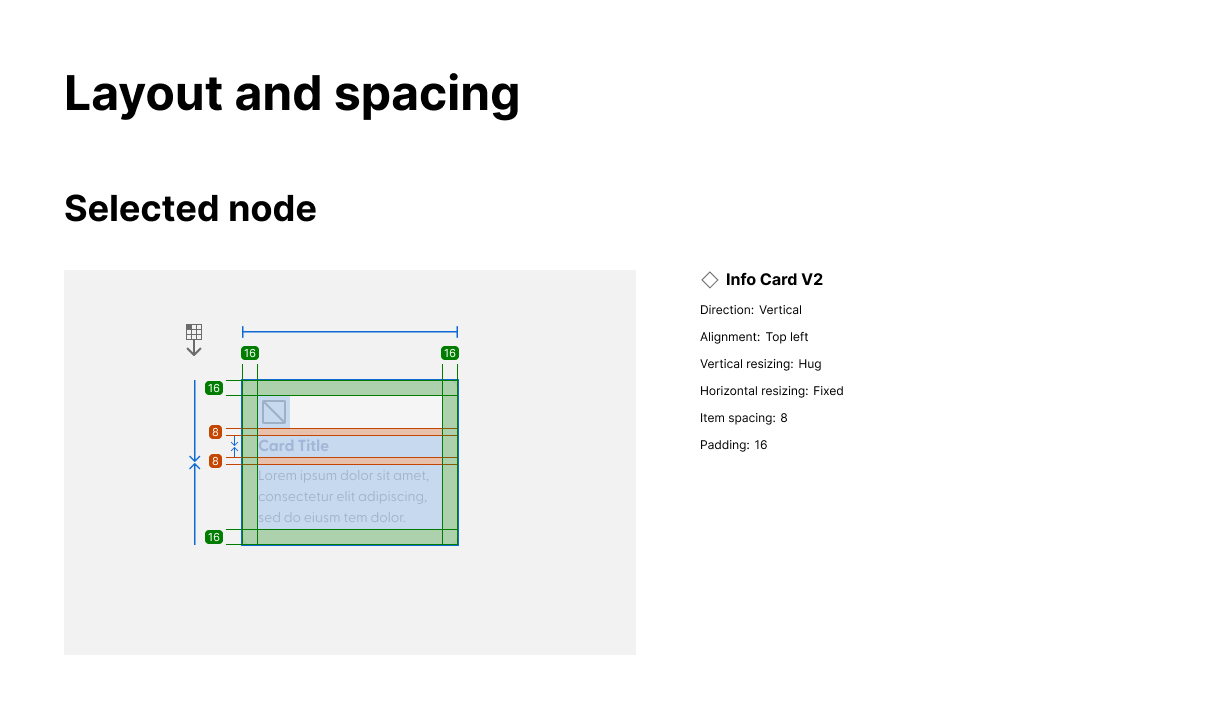 Layout and spacing
Selected node
16 16
16
8
Card Title
8
Lorem ipsum dolor sit amet,
consectetur elit adipiscing,
sed do eiusm tem dolor.
16
Info Card V2
Direction: Vertical
Alignment: Top left
Vertical resizing: Hug
Horizontal resizing: Fixed
Item spacing: 8
Padding: 16